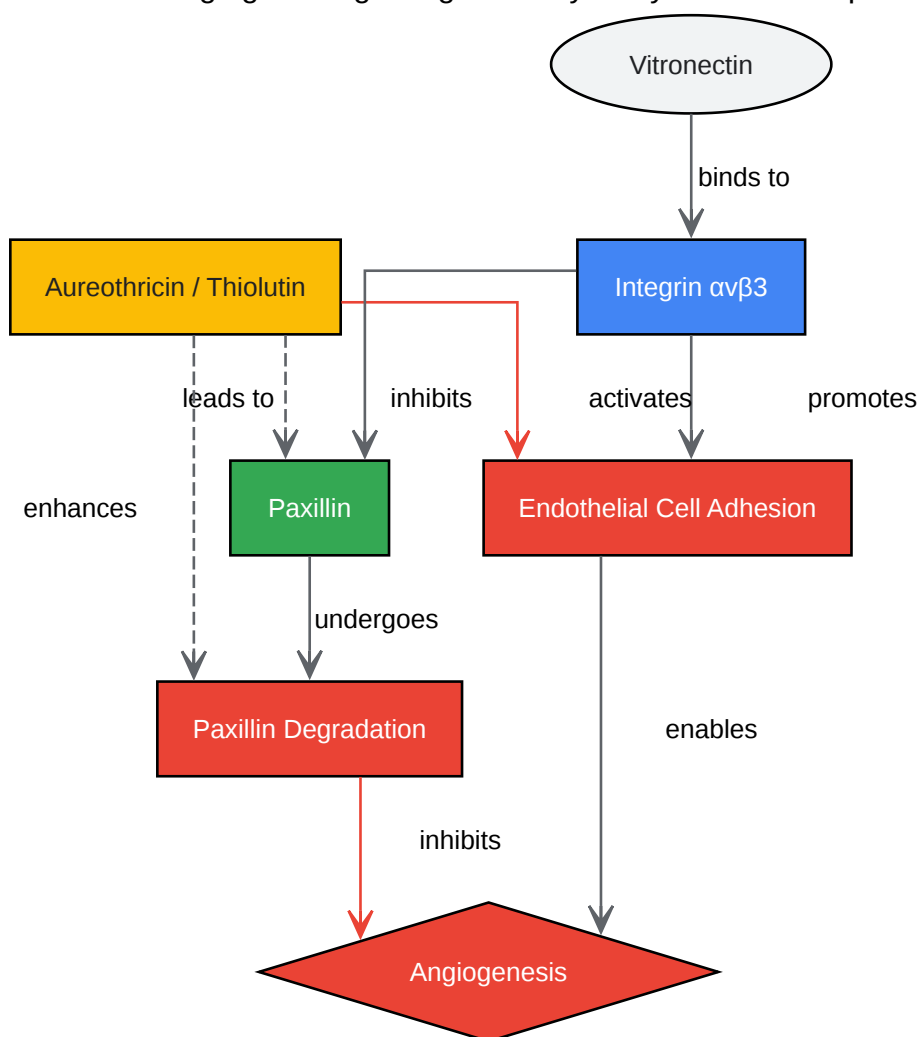 Vitronectin
binds to
Aureothricin / Thiolutin
Integrin αvβ3
leads to
inhibits
activates
promotes
enhances
Paxillin
Endothelial Cell Adhesion
undergoes
Paxillin Degradation
enables
inhibits
Angiogenesis